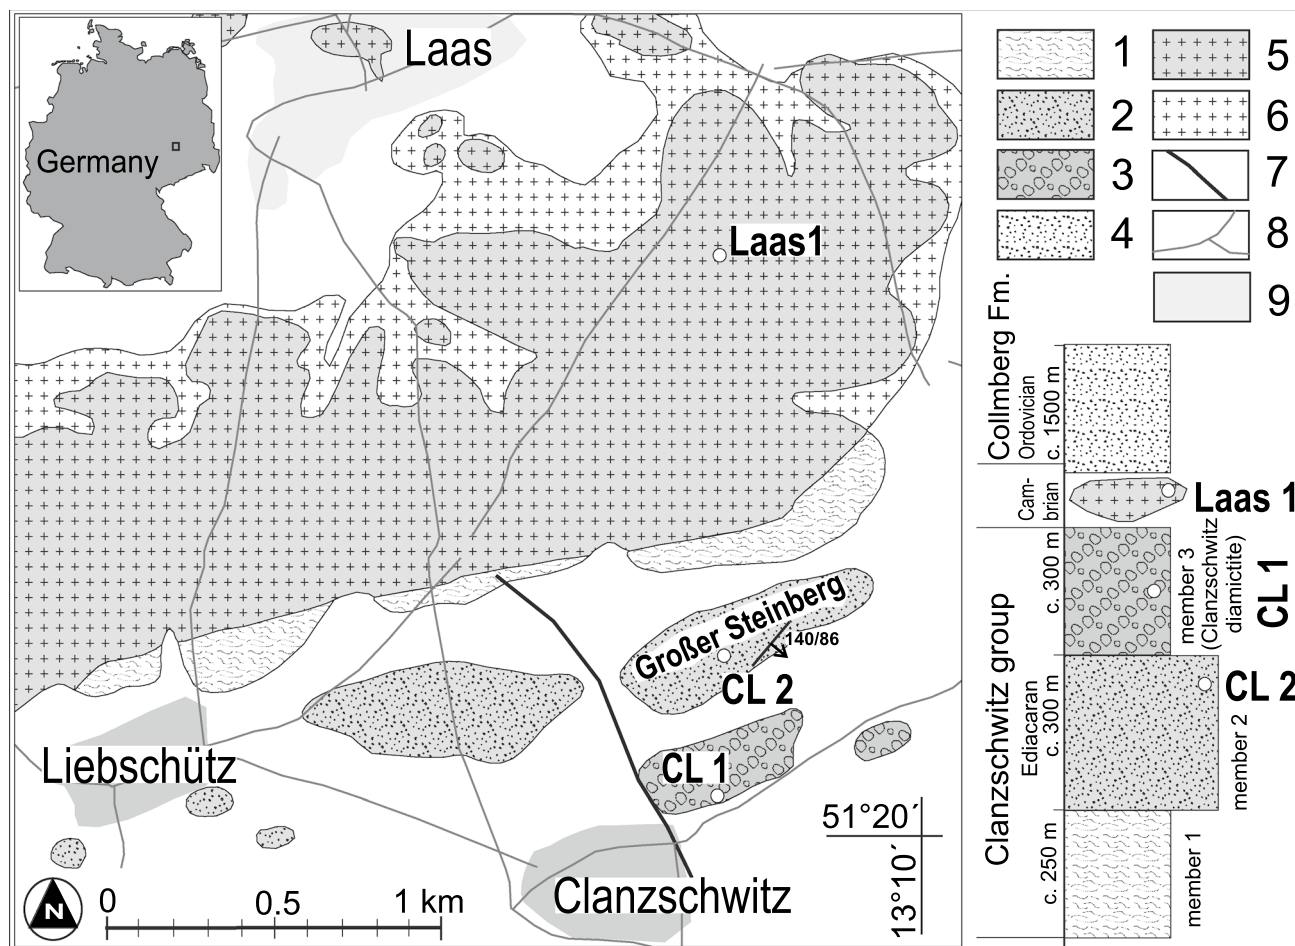 Laas
Germany
Laas1
Großer Steinberg
140/86
CL 2
CL 1
Liebschütz
Clanzschwitz
51°20´
13°10´
N
0 0.5 1 km
1
2
3
4
5
6
7
8
9
Collmberg Fm.
Ordovician
c. 1500 m
Cam-
brian
Laas 1
Clanzschwitz group
Ediacaran
c. 300 m
member 3
(Clanzschwitz
diamictite)
CL 1
c. 300 m
CL 2
member 2
c. 250 m
member 1